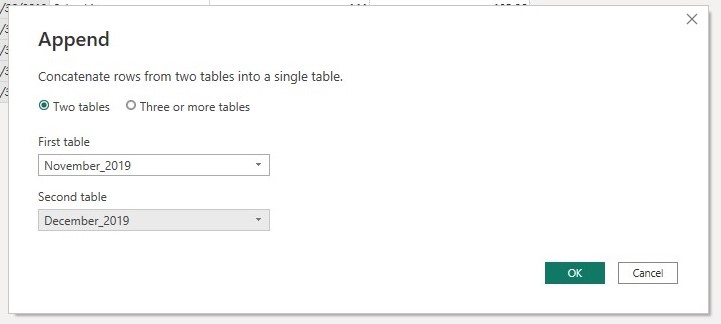 Append
Concatenate rows from two tables into a single table.
Two tables Three or more tables
First table
November_2019
Second table
December_2019
OK Cancel